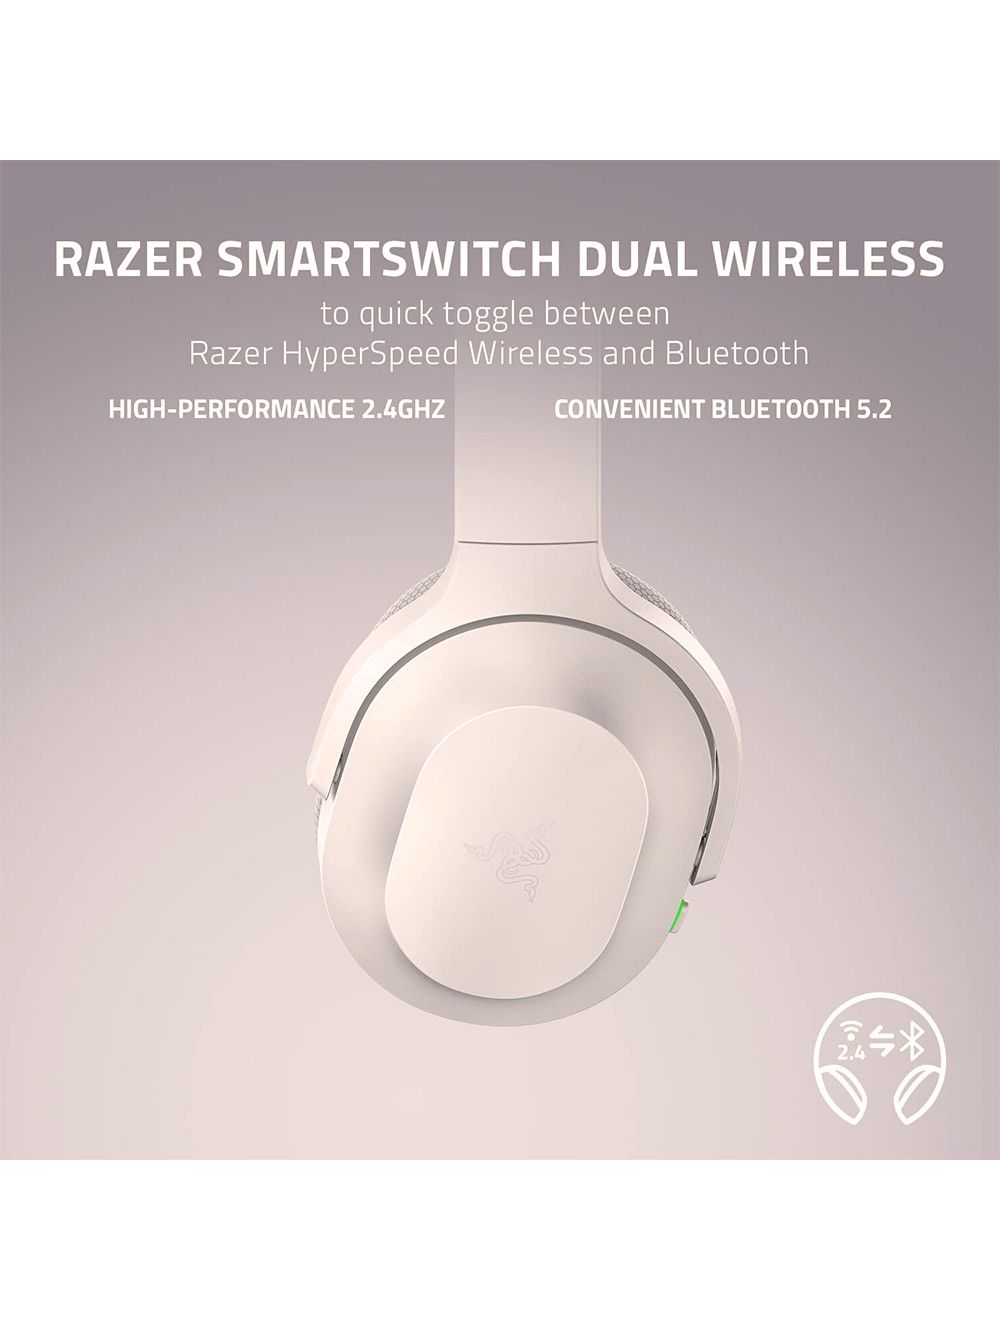 RAZER SMARTSWITCH DUAL WIRELESS
to quick toggle between
Razer HyperSpeed Wireless and Bluetooth
HIGH-PERFORMANCE 2.4GHZ
CONVENIENT BLUETOOTH 5.2
2.4